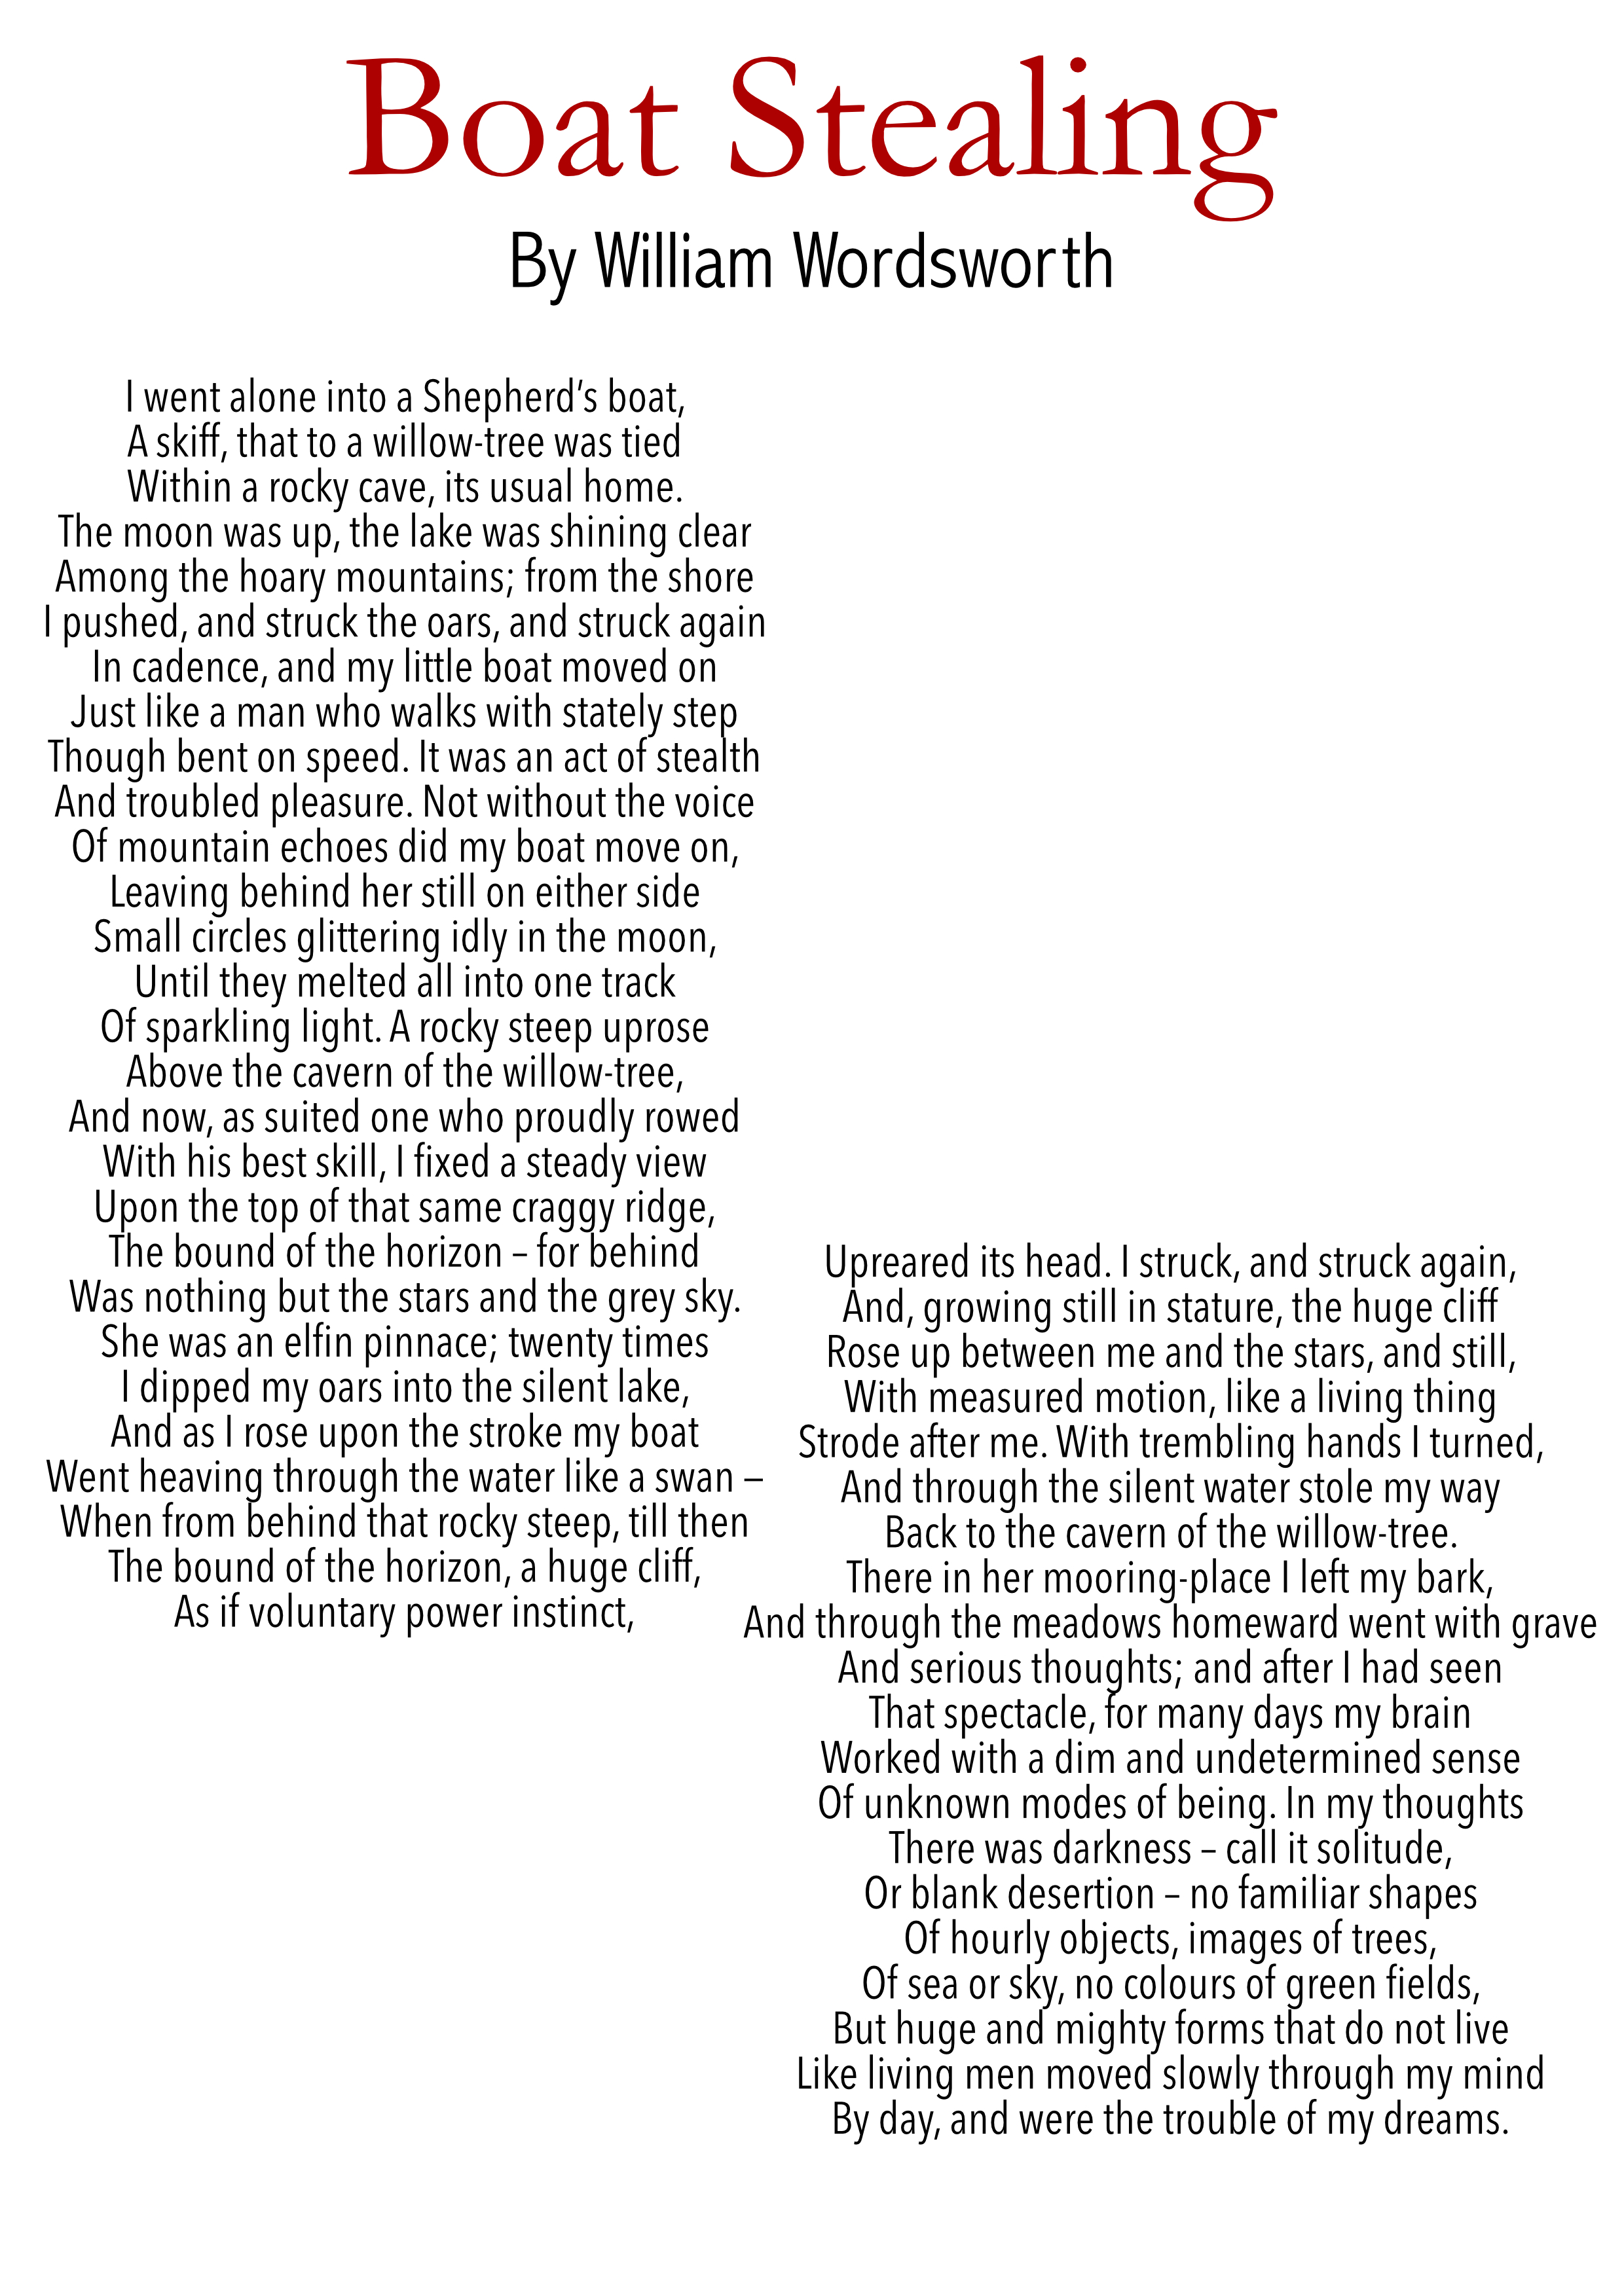 Boat Stealing
By William Wordsworth
I went alone into a Shepherd’s boat,
A skiff, that to a willow-tree was tied
Within a rocky cave, its usual home.
The moon was up, the lake was shining clear
Among the hoary mountains; from the shore
I pushed, and struck the oars, and struck again
In cadence, and my little boat moved on
Just like a man who walks with stately step
Though bent on speed. It was an act of stealth
And troubled pleasure. Not without the voice
Of mountain echoes did my boat move on,
Leaving behind her still on either side
Small circles glittering idly in the moon,
Until they melted all into one track
Of sparkling light. A rocky steep uprose
Above the cavern of the willow-tree,
And now, as suited one who proudly rowed
With his best skill, I fixed a steady view
Upon the top of that same craggy ridge,
The bound of the horizon – for behind
Was nothing but the stars and the grey sky.
She was an elfin pinnace; twenty times
I dipped my oars into the silent lake,
And as I rose upon the stroke my boat
Went heaving through the water like a swan –
When from behind that rocky steep, till then
The bound of the horizon, a huge cliff,
As if voluntary power instinct,
Upreared its head. I struck, and struck again,
And, growing still in stature, the huge cliff
Rose up between me and the stars, and still,
With measured motion, like a living thing
Strode after me. With trembling hands I turned,
And through the silent water stole my way
Back to the cavern of the willow-tree.
There in her mooring-place I left my bark,
And through the meadows homeward went with grave
And serious thoughts; and after I had seen
That spectacle, for many days my brain
Worked with a dim and undetermined sense
Of unknown modes of being. In my thoughts
There was darkness – call it solitude,
Or blank desertion – no familiar shapes
Of hourly objects, images of trees,
Of sea or sky, no colours of green fields,
But huge and mighty forms that do not live
Like living men moved slowly through my mind
By day, and were the trouble of my dreams.